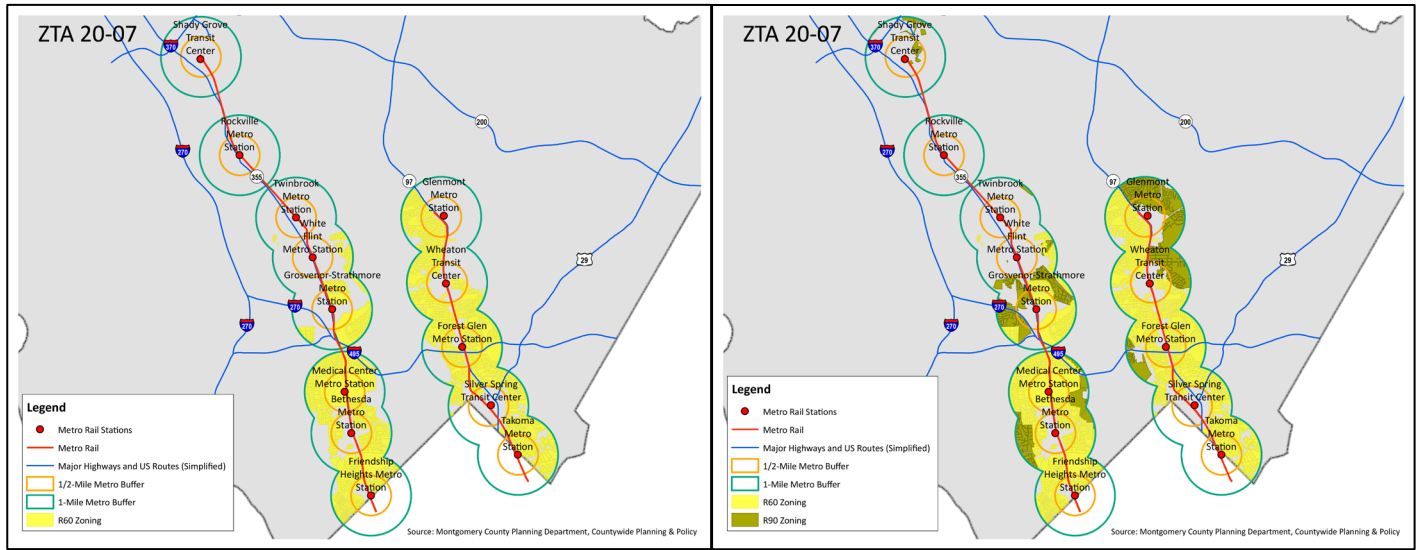 ZTA 20-07
Shady Grove
Transit
Center
370
Rockville
Metro
Station
270
355
200
Twinbrook
Metro
Station
97
Glenmont
Metro
Station
White
Flint
Metro Station
Wheaton
Transit
Center
29
Grosvenor-Strathmore
Metro
Station
270
270
Forest Glen
Metro Station
495
Medical Center
Metro Station
Silver Spring
Transit Center
Bethesda
Metro
Station
Takoma
Metro
Station
Friendship
Heights Metro
Station
Legend
Metro Rail Stations
Metro Rail
Major Highways and US Routes (Simplified)
1/2-Mile Metro Buffer
1-Mile Metro Buffer
R60 Zoning
Source: Montgomery County Planning Department, Countywide Planning & Policy
ZTA 20-07
Shady Grove
Transit
Center
370
Rockville
Metro
Station
270
355
200
Twinbrook
Metro
Station
97
Glenmont
Metro
Station
White
Flint
Metro Station
Wheaton
Transit
Center
29
Grosvenor-Strathmore
Metro
Station
270
270
Forest Glen
Metro Station
495
Medical Center
Metro Station
Silver Spring
Transit Center
Bethesda
Metro
Station
Takoma
Metro
Station
Friendship
Heights Metro
Station
Legend
Metro Rail Stations
Metro Rail
Major Highways and US Routes (Simplified)
1/2-Mile Metro Buffer
1-Mile Metro Buffer
R60 Zoning
R90 Zoning
Source: Montgomery County Planning Department, Countywide Planning & Policy